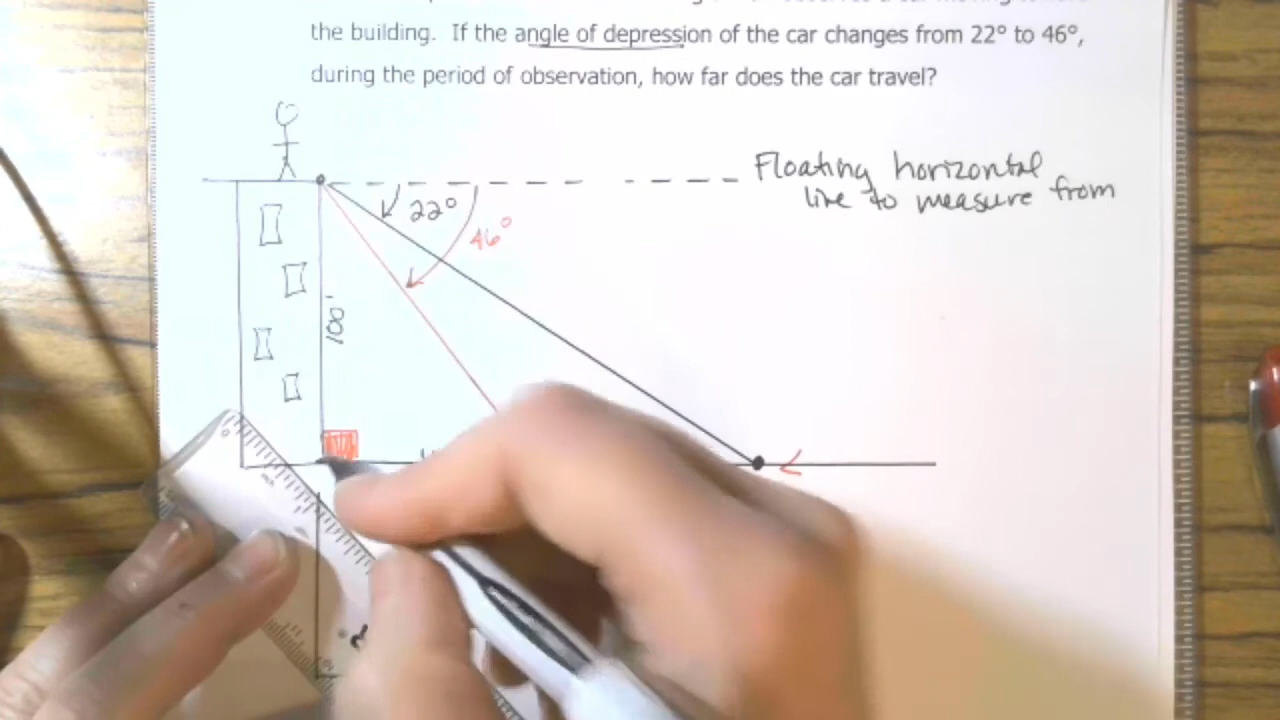 the building. If the angle of depression of the car changes from 22° to 46°,
during the period of observation, how far does the car travel?
Floating horizontal
line to measure from
22°
46°
100'